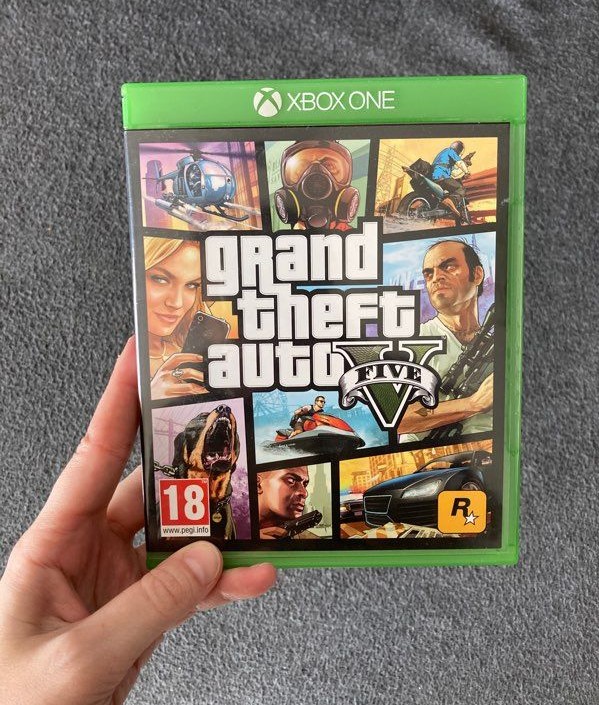 XBOX ONE
grand
theft
auto V
FIVE
18
www.pegi.info
R